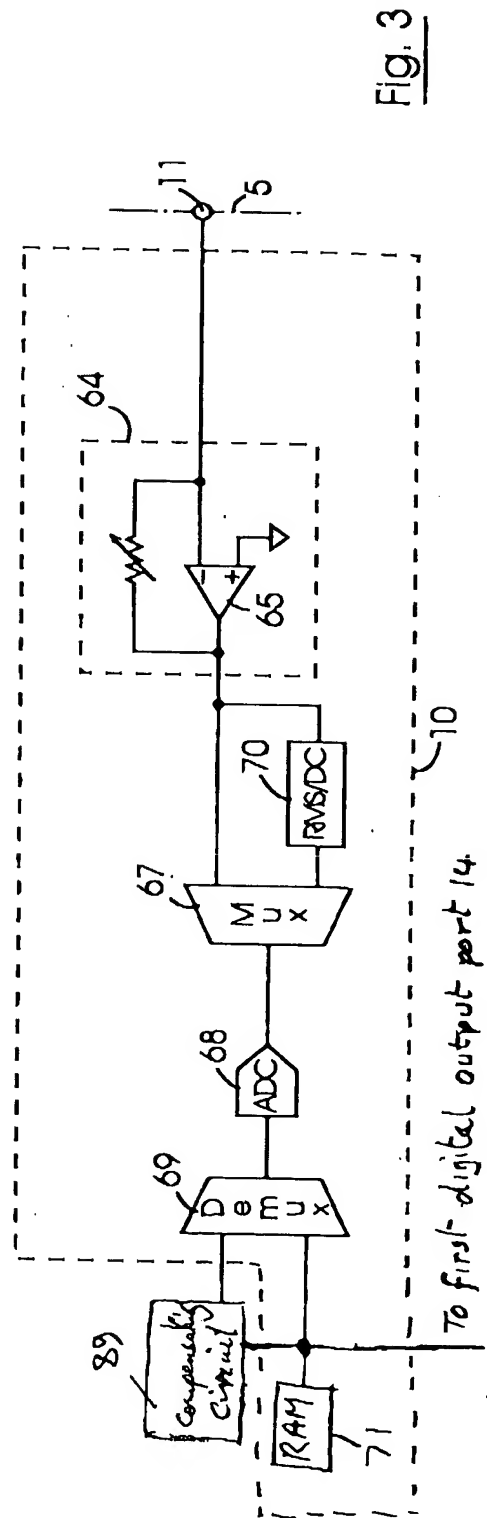 Fig. 3
11
5
64
65
10
70
RMS/DC
67
Mux
68
ADC
69
Demux
89
Compensating
Circuit
RAM
71
To first digital output port 14.